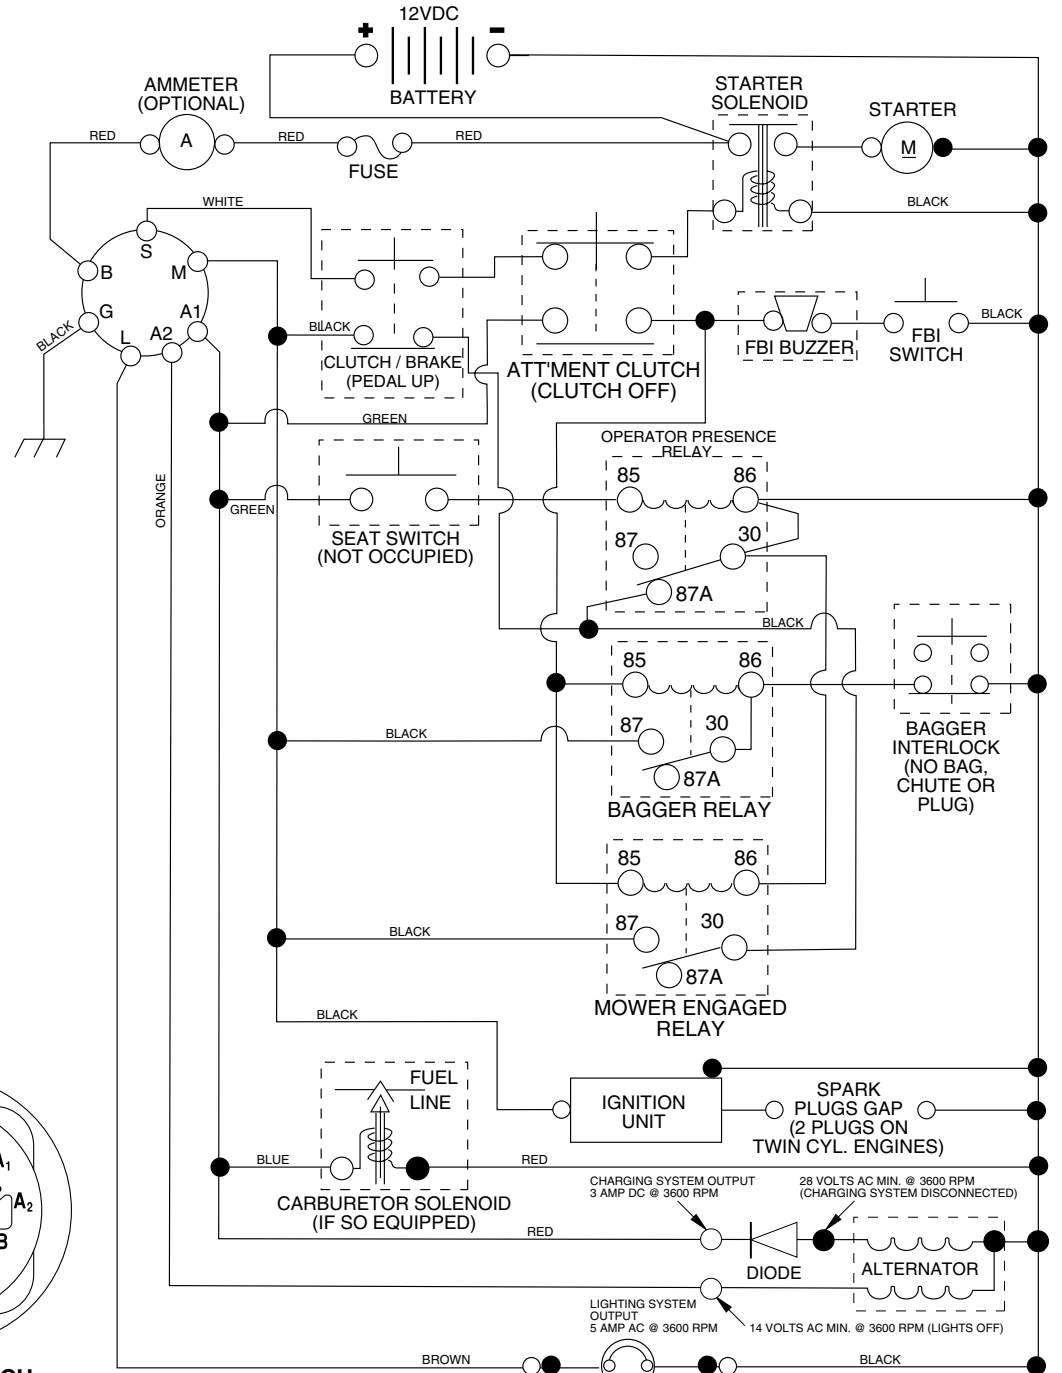 12VDC
+ -
BATTERY
AMMETER
(OPTIONAL)
STARTER
SOLENOID
STARTER
RED
A
RED
RED
FUSE
M
WHITE
BLACK
S
B
M
G
A1
L
A2
BLACK
BLACK
CLUTCH / BRAKE
(PEDAL UP)
ATT'MENT CLUTCH
(CLUTCH OFF)
FBI BUZZER
FBI
SWITCH
BLACK
GREEN
ORANGE
GREEN
SEAT SWITCH
(NOT OCCUPIED)
OPERATOR PRESENCE
RELAY
85
86
87
30
87A
BLACK
85
86
87
30
87A
BAGGER RELAY
BLACK
BAGGER
INTERLOCK
(NO BAG,
CHUTE OR
PLUG)
85
86
87
30
87A
MOWER ENGAGED
RELAY
BLACK
BLACK
FUEL
LINE
IGNITION
UNIT
SPARK
PLUGS GAP
(2 PLUGS ON
TWIN CYL. ENGINES)
BLUE
RED
CARBURETOR SOLENOID
(IF SO EQUIPPED)
CHARGING SYSTEM OUTPUT
3 AMP DC @ 3600 RPM
28 VOLTS AC MIN. @ 3600 RPM
(CHARGING SYSTEM DISCONNECTED)
RED
DIODE
ALTERNATOR
LIGHTING SYSTEM
OUTPUT
5 AMP AC @ 3600 RPM
14 VOLTS AC MIN. @ 3600 RPM (LIGHTS OFF)
BROWN
BLACK
A2